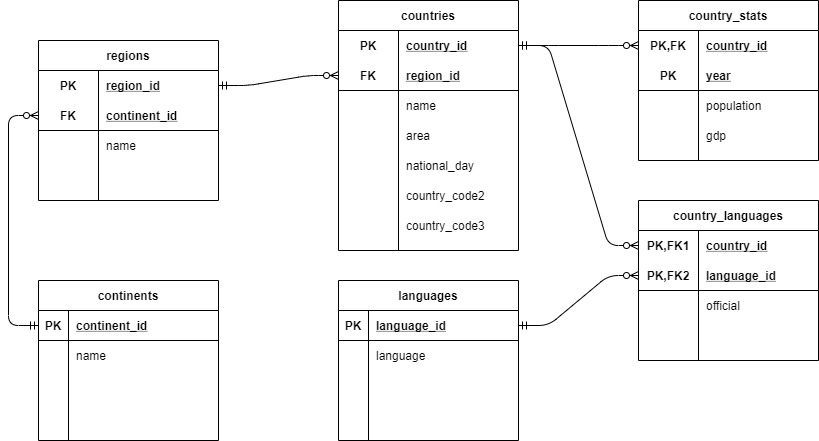 regions
PK region_id
FK continent_id
name
countries
PK country_id
FK region_id
name
area
national_day
country_code2
country_code3
country_stats
PK,FK country_id
PK year
population
gdp
country_languages
PK,FK1 country_id
PK,FK2 language_id
official
continents
PK continent_id
name
languages
PK language_id
language